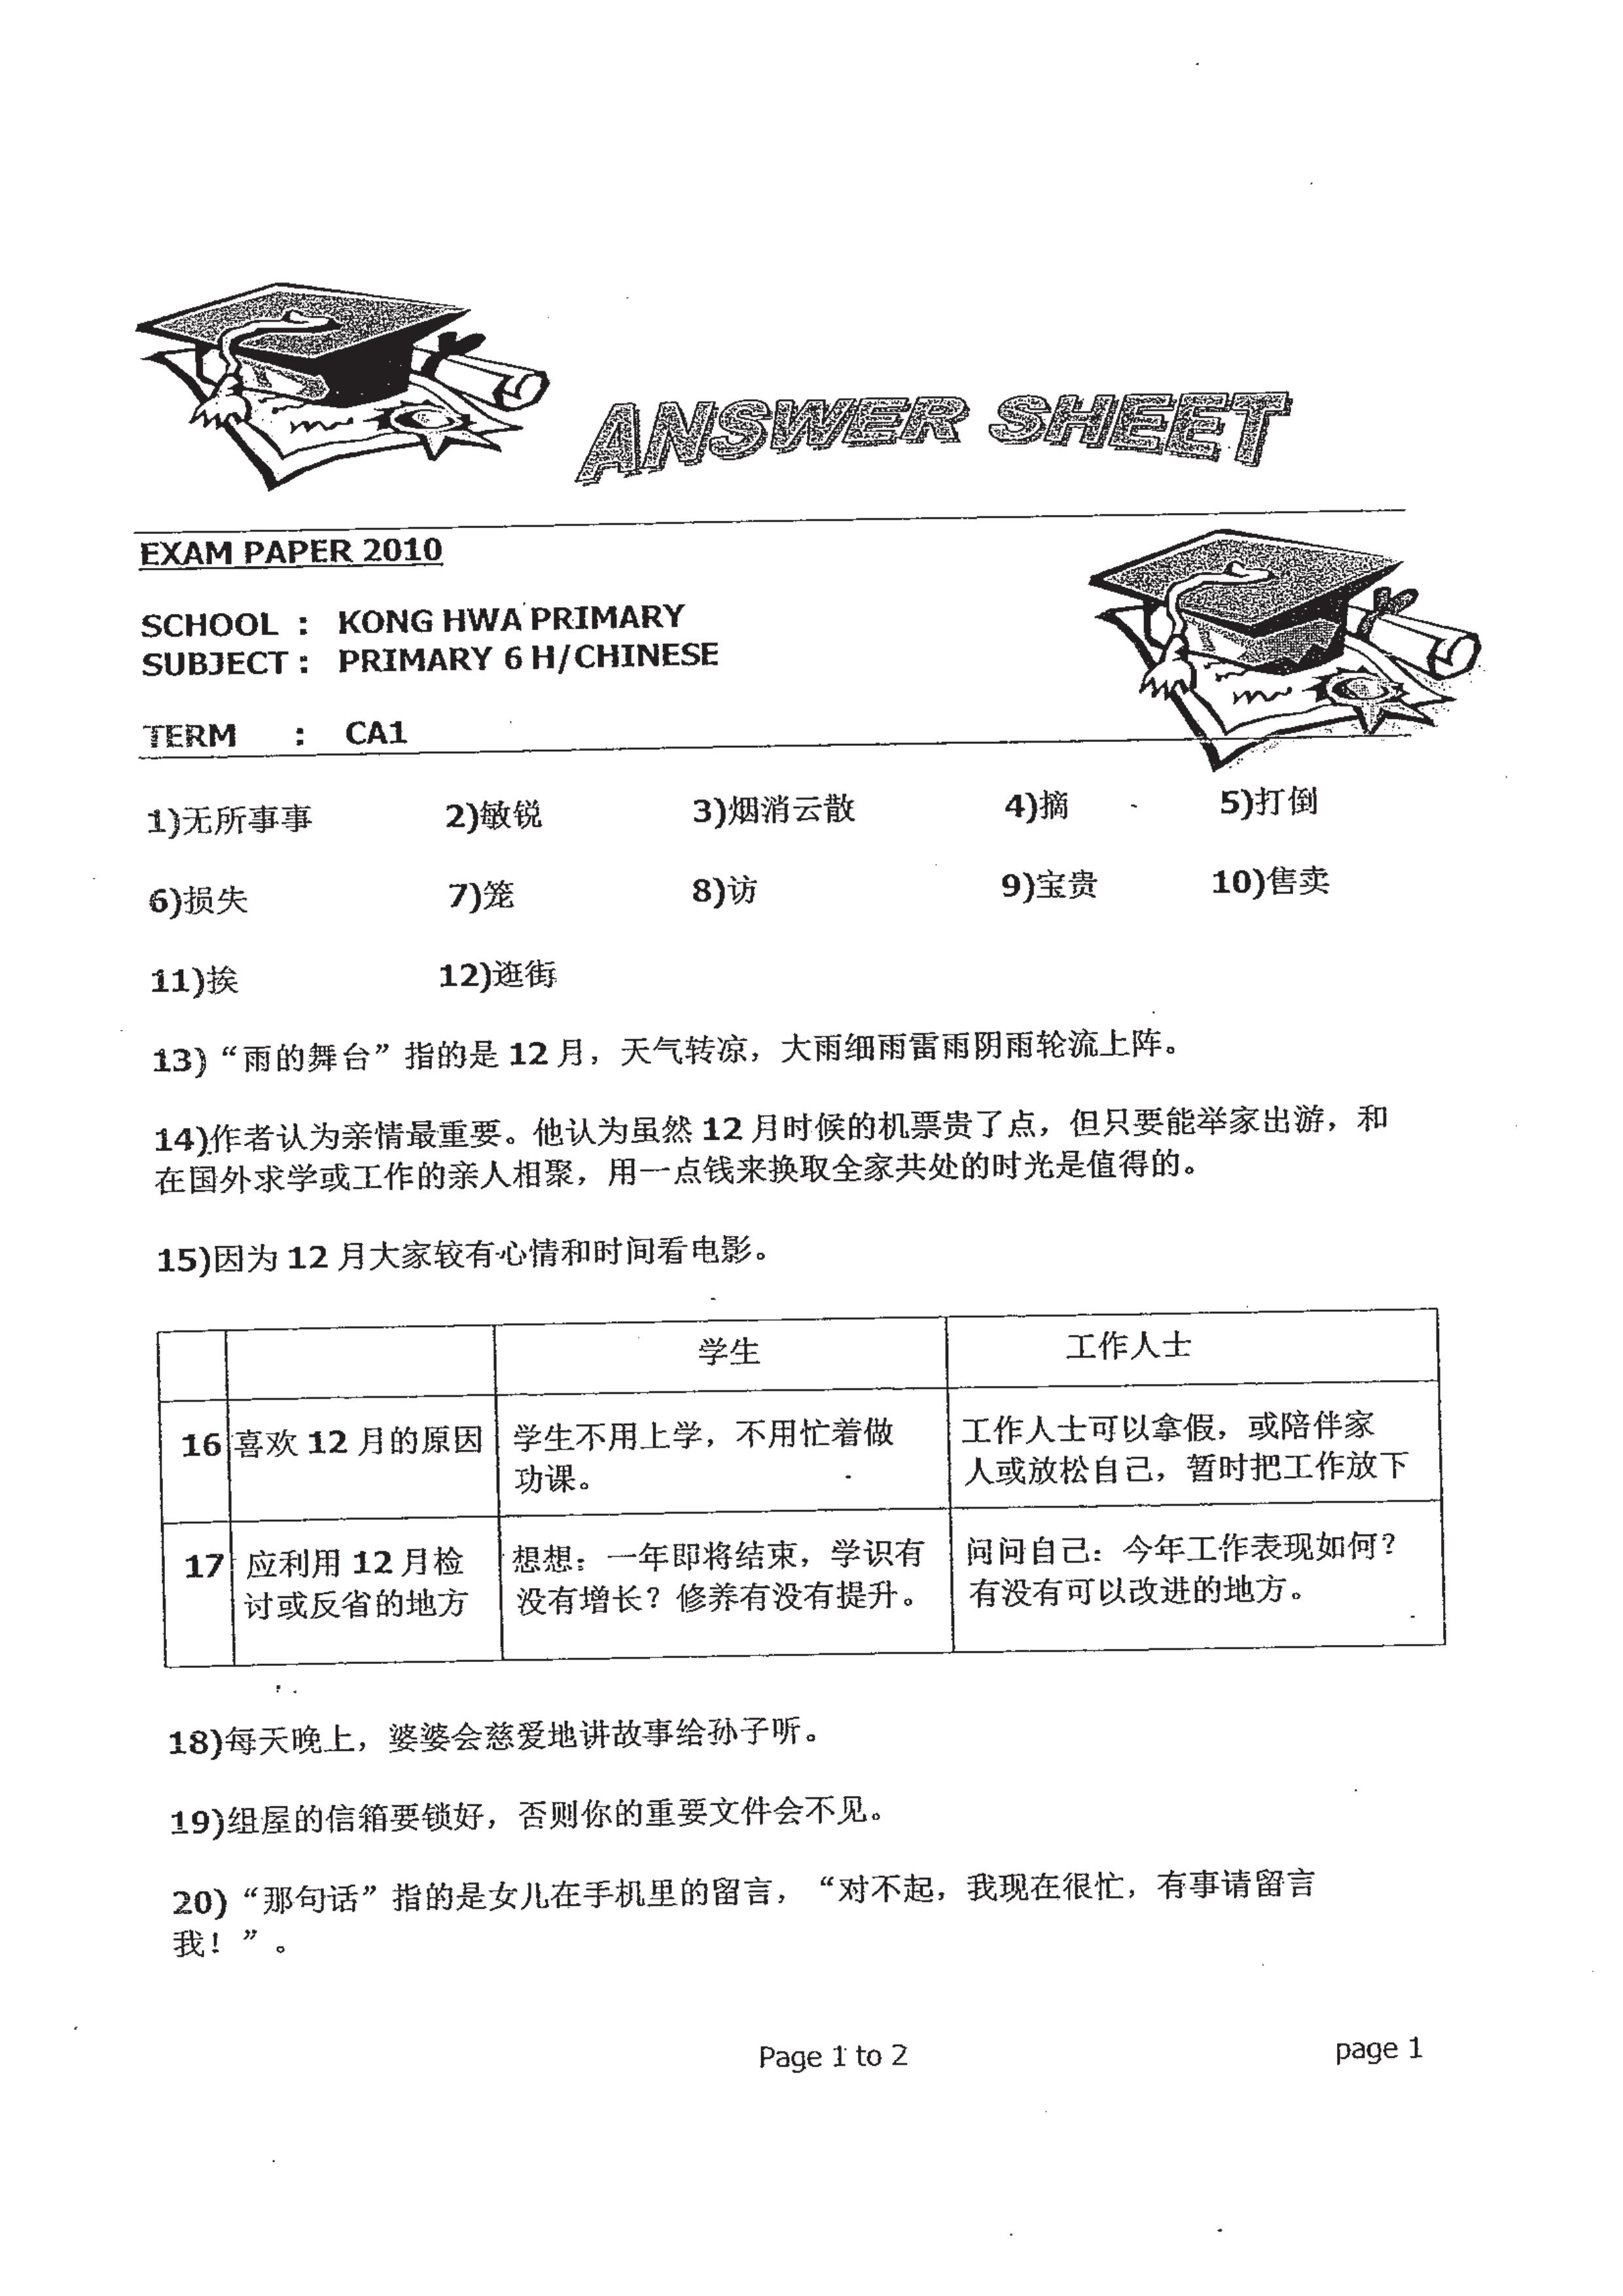 ANSWER SHEET
EXAM PAPER 2010
SCHOOL : KONG HWA PRIMARY
SUBJECT : PRIMARY 6 H/CHINESE
TERM : CA1
1)无所事事 2)敏锐 3)烟消云散 4)摘 5)打倒
6)损失 7)笼 8)访 9)宝贵 10)售卖
11)挨 12)逛街
13)“雨的舞台”指的是 12 月，天气转凉，大雨细雨雷雨阴雨轮流上阵。
14)作者认为亲情最重要。他认为虽然 12 月时候的机票贵了点，但只要能举家出游，和
在国外求学或工作的亲人相聚，用一点钱来换取全家共处的时光是值得的。
15)因为 12 月大家较有心情和时间看电影。
学生 工作人士
16 喜欢 12 月的原因 学生不用上学，不用忙着做 工作人士可以拿假，或陪伴家
功课。 人或放松自己，暂时把工作放下
17 应利用 12 月检 想想：一年即将结束，学识有 问问自己：今年工作表现如何？
讨或反省的地方 没有增长？修养有没有提升。 有没有可以改进的地方。
18)每天晚上，婆婆会慈爱地讲故事给孙子听。
19)组屋的信箱要锁好，否则你的重要文件会不见。
20)“那句话”指的是女儿在手机里的留言，“对不起，我现在很忙，有事请留言
我！”。
Page 1 to 2 page 1